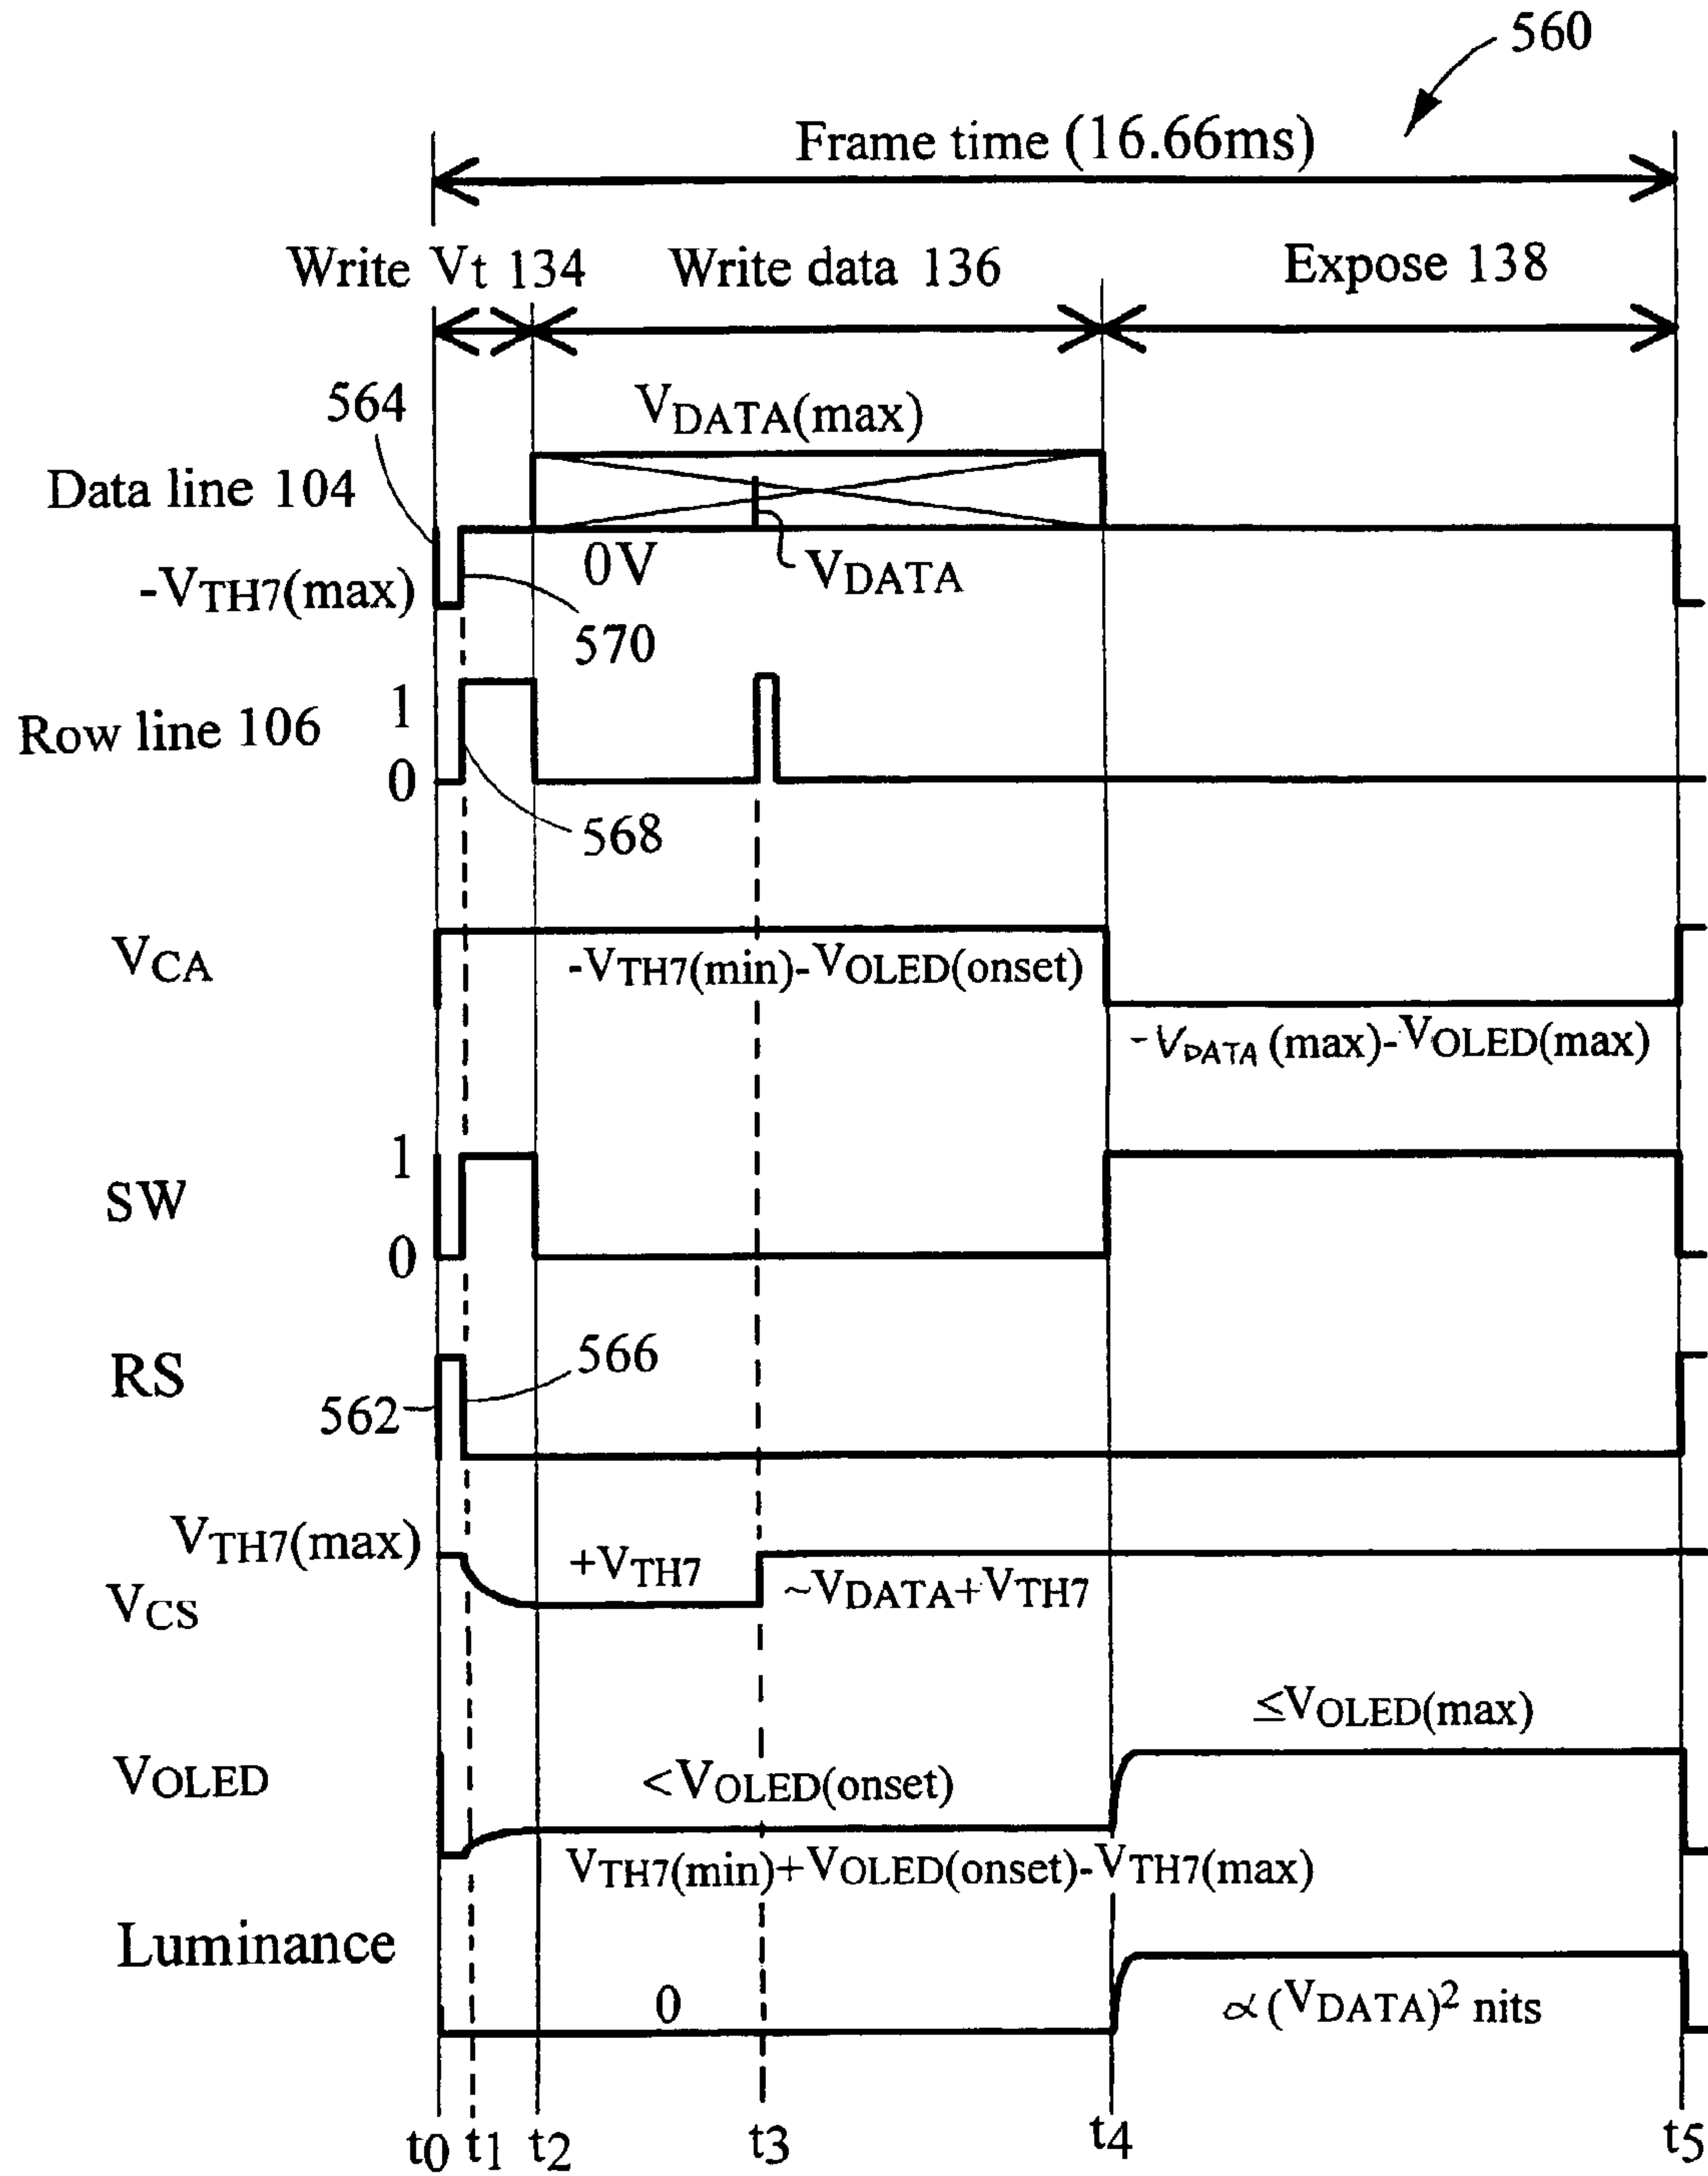 560
Frame time (16.66ms)
Write Vt 134 Write data 136 Expose 138
564
VDATA(max)
Data line 104
0V
-VTH7(max) VDATA
570
1
Row line 106
0
568
VCA
-VTH7(min)-VOLED(onset)
-VDATA(max)-VOLED(max)
1
SW
0
566
RS
562
VTH7(max) +VTH7
~VDATA+VTH7
VCS
≤VOLED(max)
VOLED <VOLED(onset)
VTH7(min)+VOLED(onset)-VTH7(max)
Luminance
0 ∝(VDATA)2 nits
t0 t1 t2 t3 t4 t5